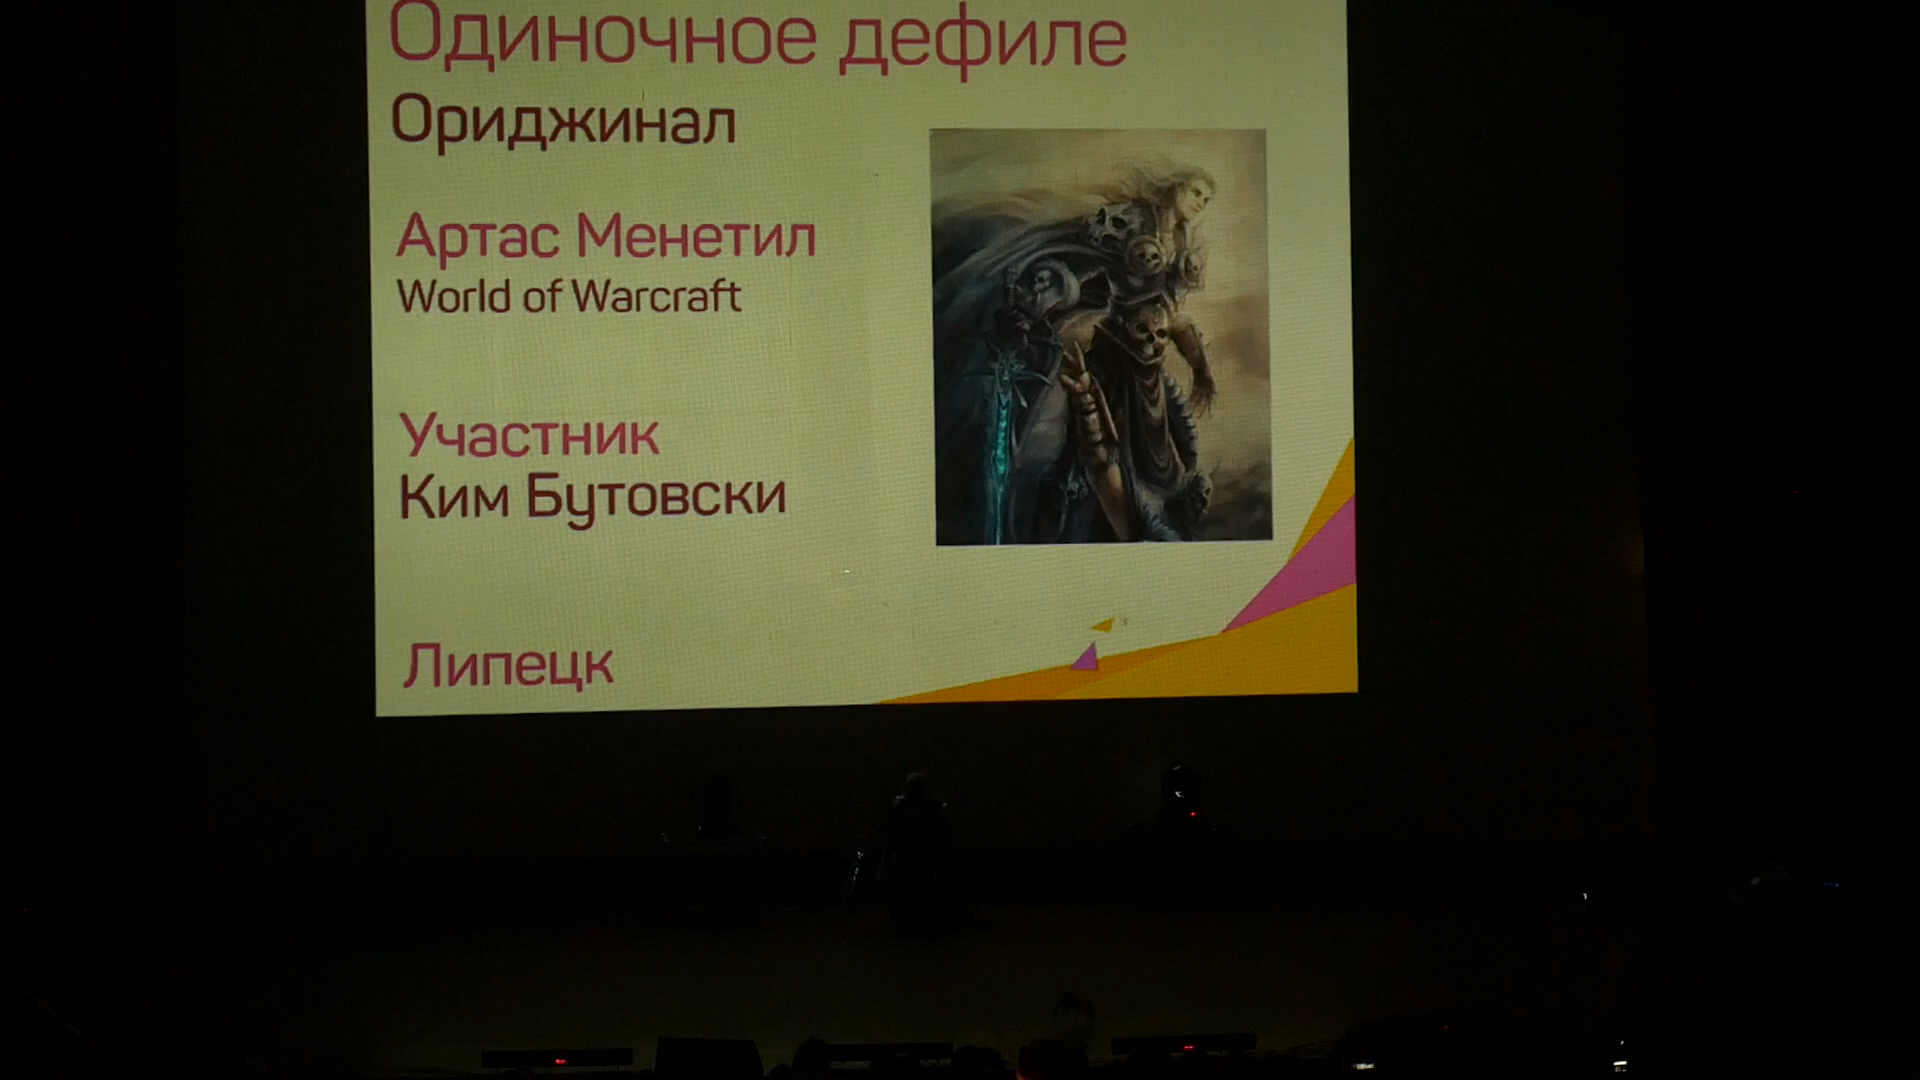 Одиночное дефиле
Ориджинал
Артас Менетил
World of Warcraft
Участник
Ким Бутовски
Липецк